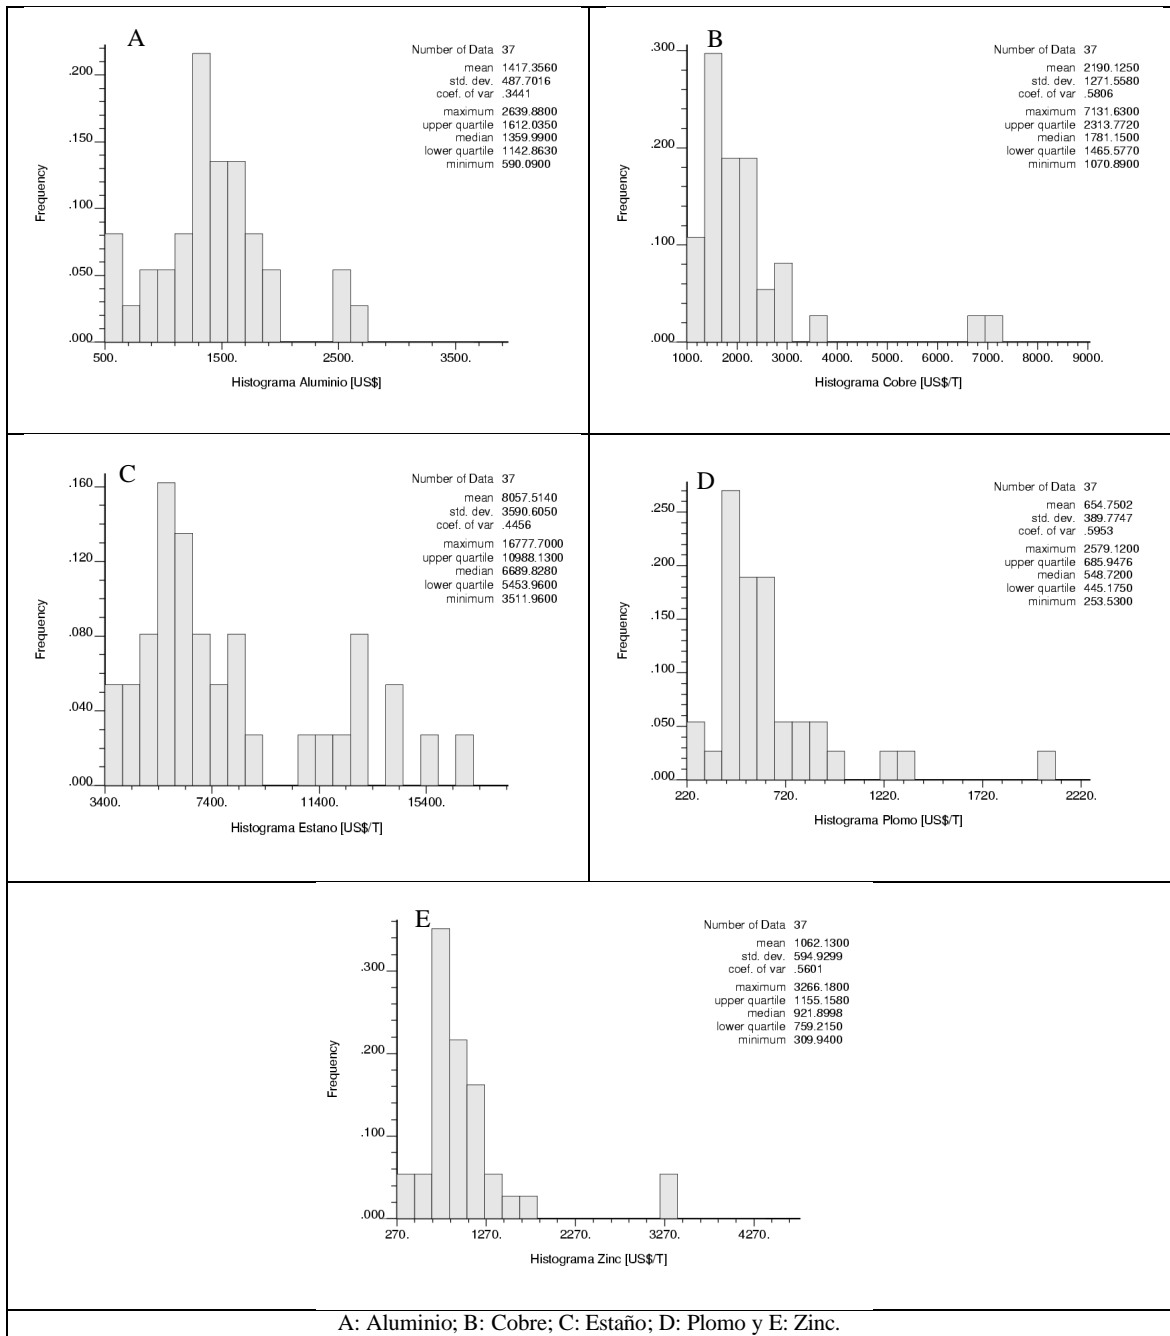 A
Number of Data 37
mean 1417.3560
std. dev. 487.7016
coef. of var .3441
maximum 2639.8800
upper quartile 1612.0350
median 1359.9900
lower quartile 1142.8630
minimum 590.0900
Frequency
.200
.150
.100
.050
.000
500. 1500. 2500. 3500.
Histograma Aluminio [US$]
B
Number of Data 37
mean 2190.1250
std. dev. 1271.5580
coef. of var .5806
maximum 7131.6300
upper quartile 2313.7720
median 1781.1500
lower quartile 1465.5770
minimum 1070.8900
Frequency
.300
.200
.100
.000
1000. 2000. 3000. 4000. 5000. 6000. 7000. 8000. 9000.
Histograma Cobre [US$/T]
C
Number of Data 37
mean 8057.5140
std. dev. 3590.6050
coef. of var .4456
maximum 16777.7000
upper quartile 10988.1300
median 6689.8280
lower quartile 5453.9600
minimum 3511.9600
Frequency
.160
.120
.080
.040
.000
3400. 7400. 11400. 15400.
Histograma Estano [US$/T]
D
Number of Data 37
mean 654.7502
std. dev. 389.7747
coef. of var .5953
maximum 2579.1200
upper quartile 685.9476
median 548.7200
lower quartile 445.1750
minimum 253.5300
Frequency
.250
.200
.150
.100
.050
.000
220. 720. 1220. 1720. 2220.
Histograma Plomo [US$/T]
E
Number of Data 37
mean 1062.1300
std. dev. 594.9299
coef. of var .5601
maximum 3266.1800
upper quartile 1155.1580
median 921.8998
lower quartile 759.2150
minimum 309.9400
Frequency
.300
.200
.100
.000
270. 1270. 2270. 3270. 4270.
Histograma Zinc [US$/T]
A: Aluminio; B: Cobre; C: Estaño; D: Plomo y E: Zinc.